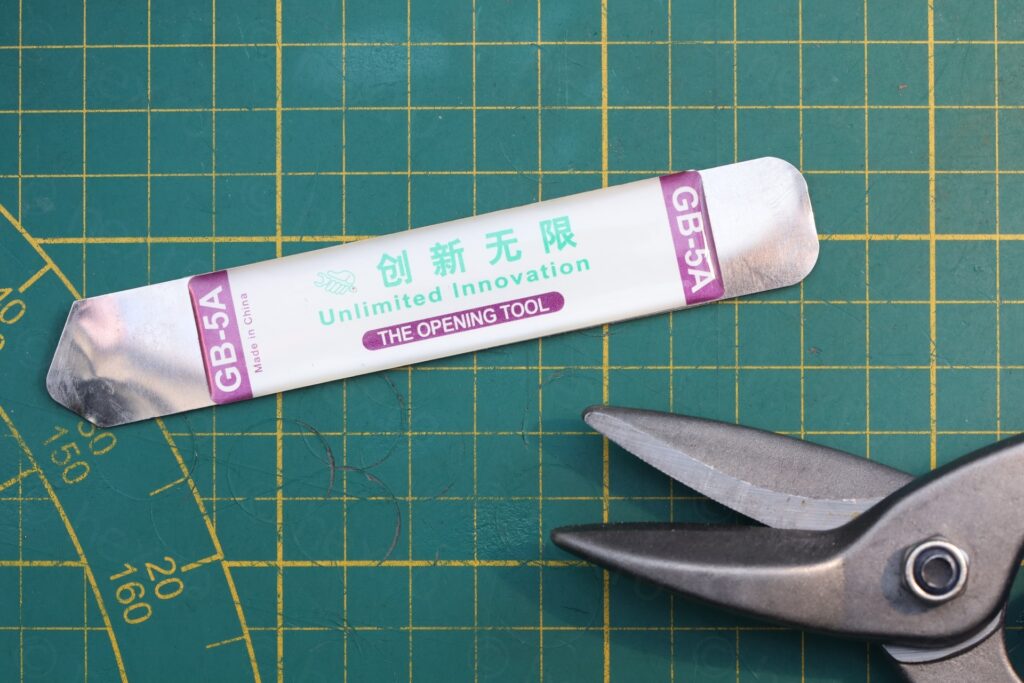 GB-5A
Made in China
创新无限
Unlimited Innovation
THE OPENING TOOL
GB-5A
40
150
20
160